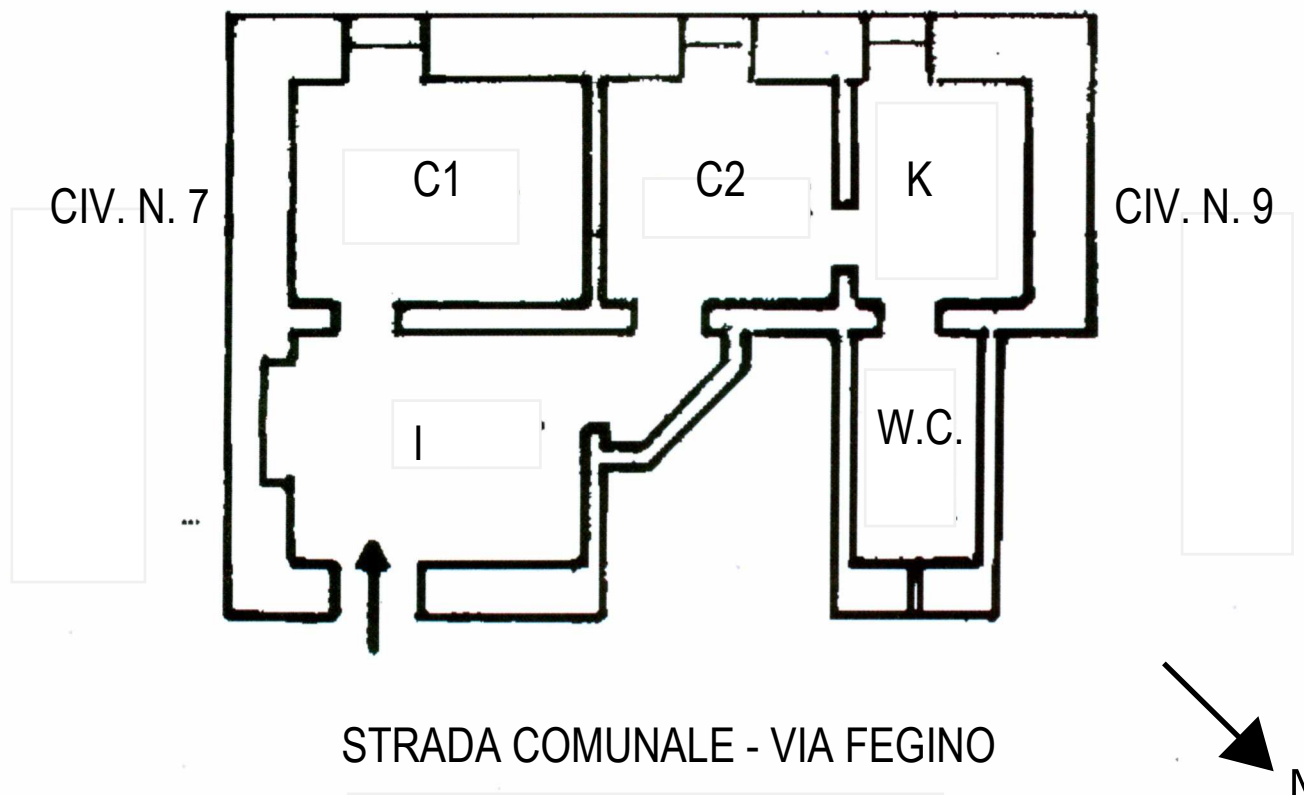 C1
C2
K
CIV. N. 7
CIV. N. 9
I
W.C.
STRADA COMUNALE - VIA FEGINO
N